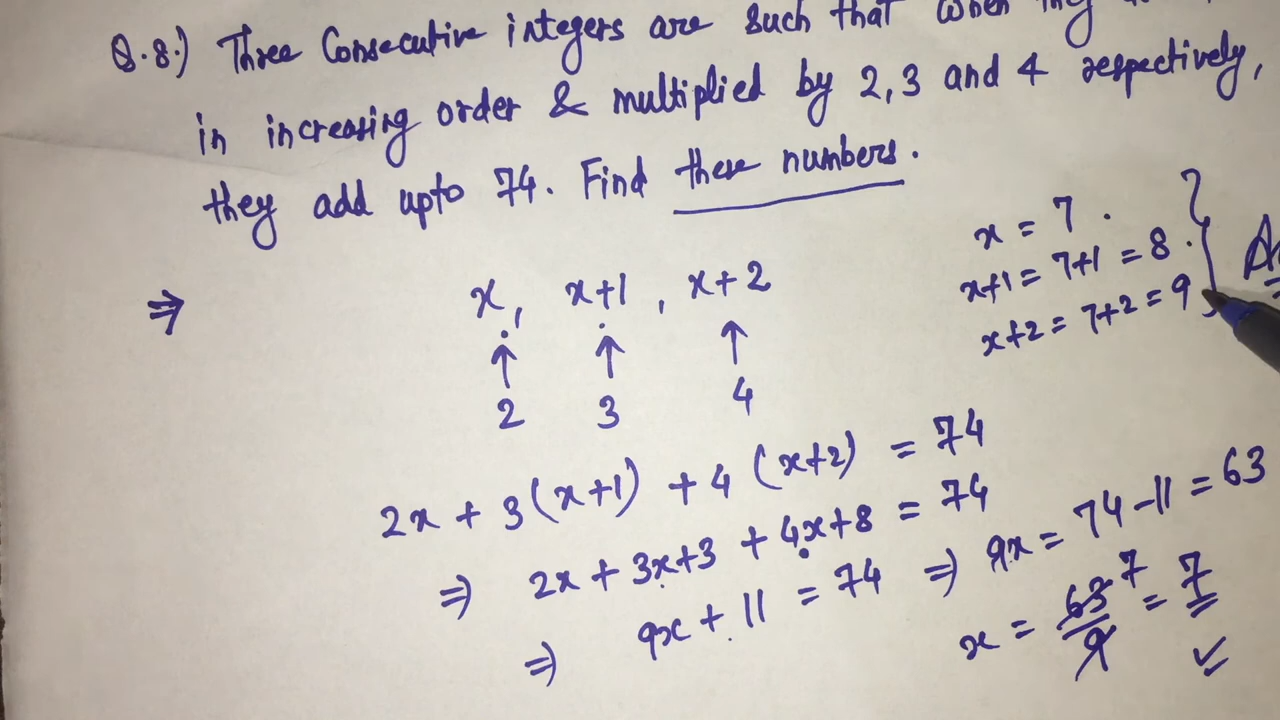 Q.8.) Three Consecutive integers are such that when they
in increasing order & multiplied by 2, 3 and 4 respectively,
they add upto 74. Find these numbers.
⇒ x, x+1, x+2
↑ ↑ ↑
2 3 4
x = 7.
x+1 = 7+1 = 8.
x+2 = 7+2 = 9
2x + 3(x+1) + 4(x+2) = 74
⇒ 2x + 3x+3 + 4x+8 = 74
⇒ 9x + 11 = 74 ⇒ 9x = 74-11 = 63
x = 63/9 7 = 7 ✓